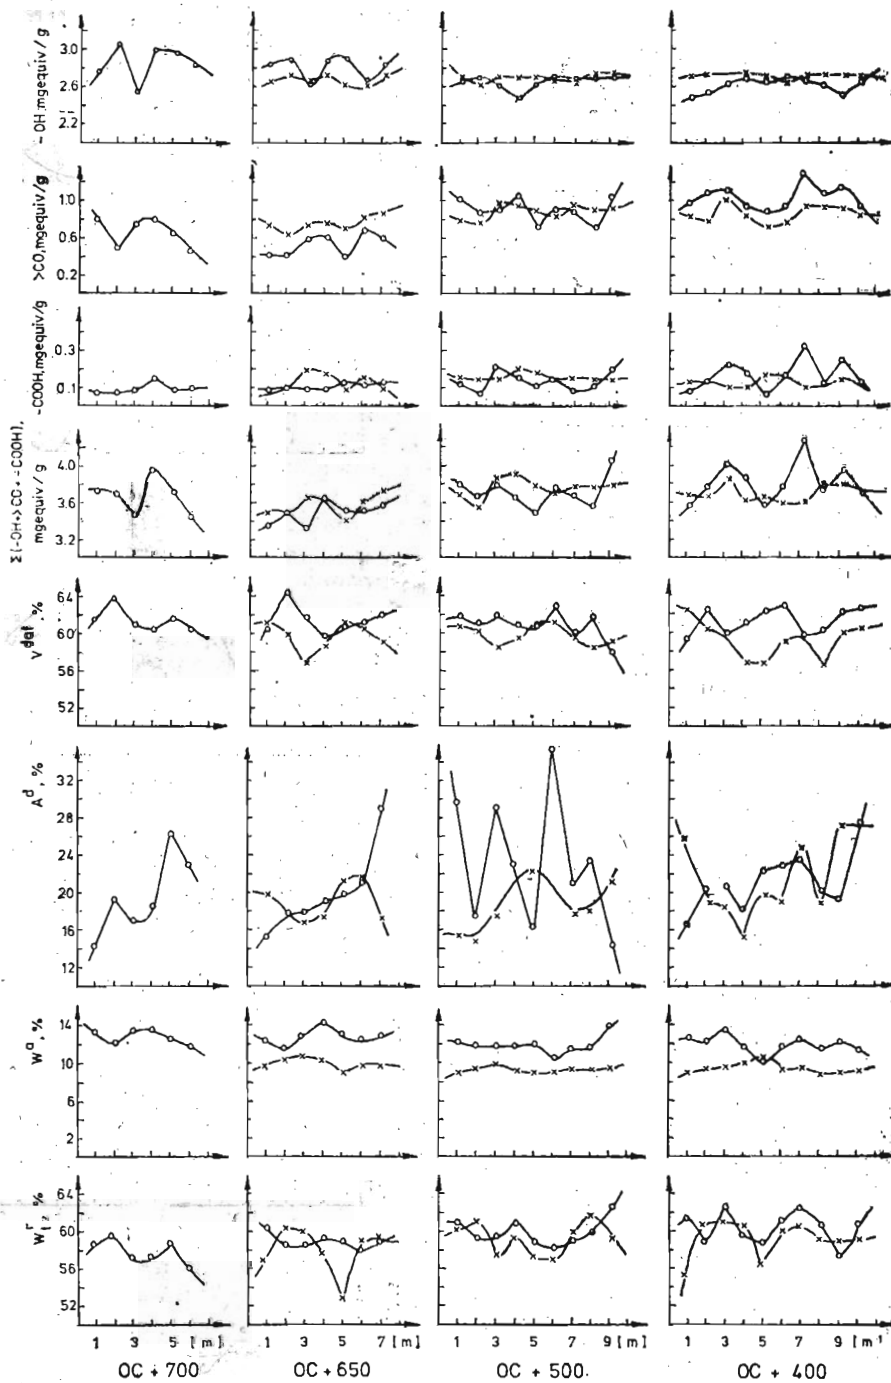 -OH mgequiv/g
3.0
2.6
2.2
>CO, mgequiv/g
1.0
0.6
0.2
-COOH, mgequiv/g
0.3
0.1
Σ(-OH+>CO+-COOH),
mgequiv/g
4.0
3.6
3.2
V daf, %
64
60
56
52
A d, %
32
28
24
20
16
12
W a, %
14
10
6
2
W t r, %
64
60
56
52
1 3 5 [m]
1 3 5 7 [m]
1 3 5 7 9 [m]
1 3 5 7 9 [m]
OC + 700
OC + 650
OC + 500
OC + 400